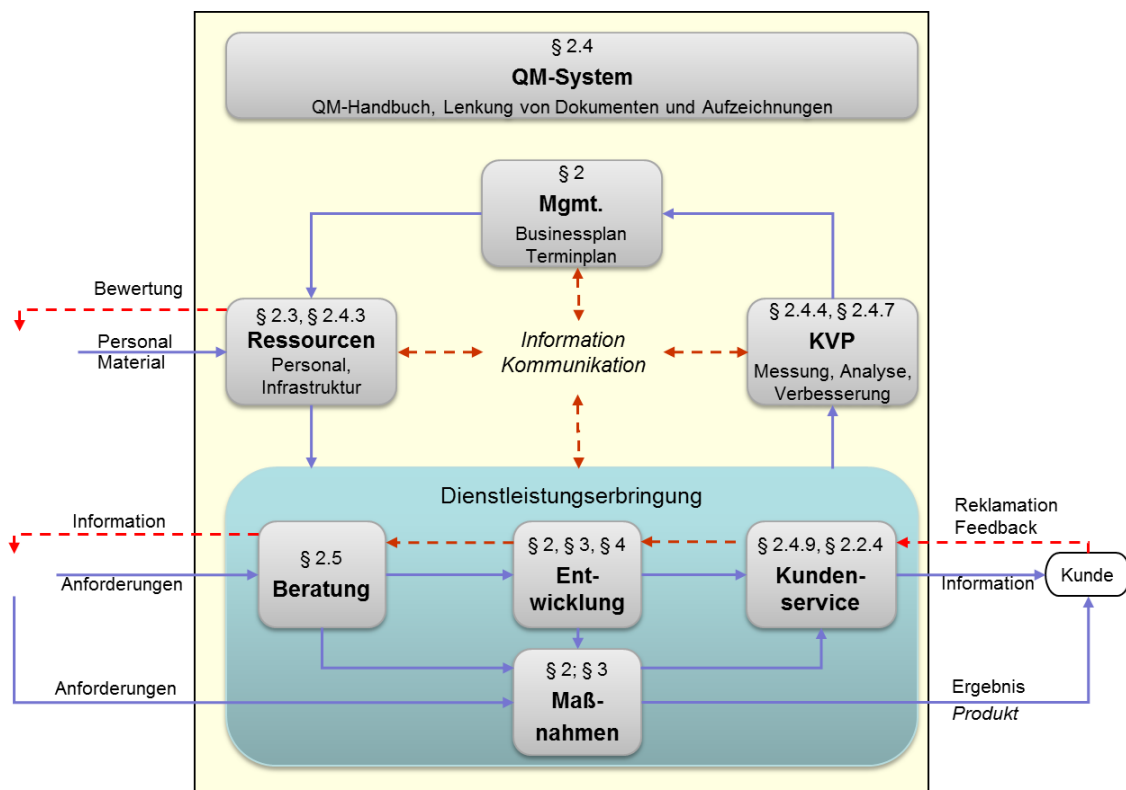 § 2.4
QM-System
QM-Handbuch, Lenkung von Dokumenten und Aufzeichnungen
§ 2
Mgmt.
Businessplan
Terminplan
Bewertung
Personal
Material
§ 2.3, § 2.4.3
Ressourcen
Personal,
Infrastruktur
Information
Kommunikation
§ 2.4.4, § 2.4.7
KVP
Messung, Analyse,
Verbesserung
Dienstleistungserbringung
Information
Anforderungen
§ 2.5
Beratung
§ 2, § 3, § 4
Ent-
wicklung
§ 2.4.9, § 2.2.4
Kunden-
service
Reklamation
Feedback
Information
Kunde
Anforderungen
§ 2; § 3
Maß-
nahmen
Ergebnis
Produkt